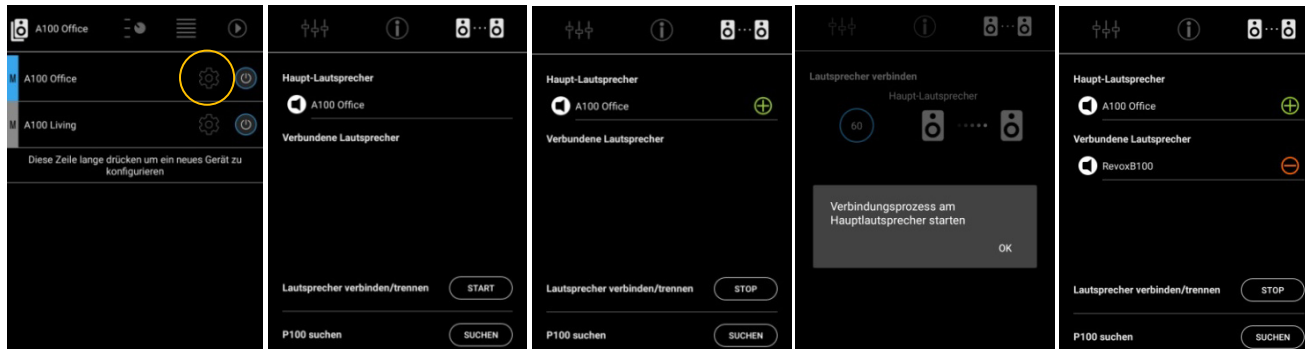 A100 Office
M A100 Office
M A100 Living
Diese Zeile lange drücken um ein neues Gerät zu
konfigurieren
Haupt-Lautsprecher
A100 Office
Verbundene Lautsprecher
Lautsprecher verbinden/trennen START
P100 suchen SUCHEN
Haupt-Lautsprecher
A100 Office
Verbundene Lautsprecher
Lautsprecher verbinden/trennen STOP
P100 suchen SUCHEN
Lautsprecher verbinden
Haupt-Lautsprecher
60
Verbindungsprozess am
Hauptlautsprecher starten
OK
Haupt-Lautsprecher
A100 Office
Verbundene Lautsprecher
RevoxB100
Lautsprecher verbinden/trennen STOP
P100 suchen SUCHEN